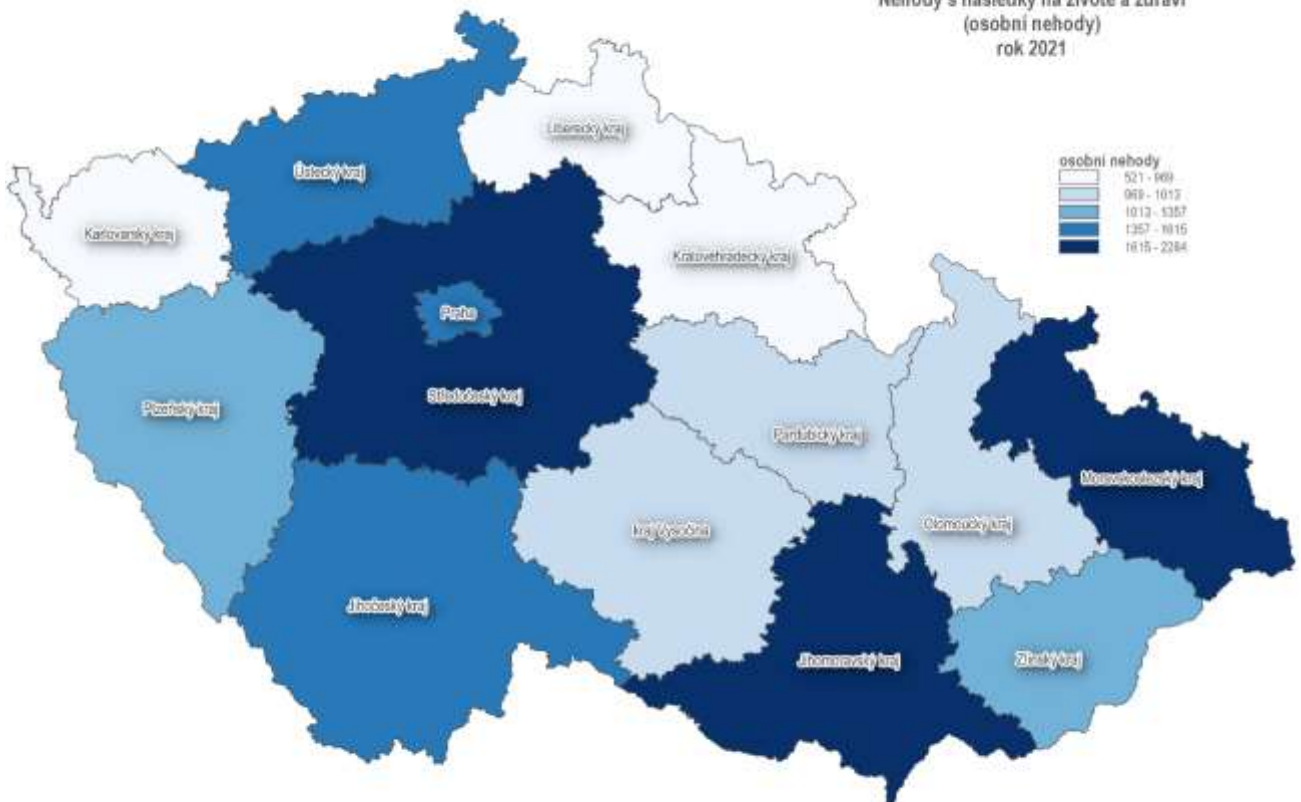 Nehody s následky na životě a zdraví
(osobní nehody)
rok 2021
Liberecký kraj
osobní nehody
521 - 969
969 - 1013
1013 - 1357
1357 - 1615
1615 - 2284
Ústecký kraj
Karlovarský kraj
Královéhradecký kraj
Praha
Středočeský kraj
Plzeňský kraj
Pardubický kraj
Moravskoslezský kraj
Olomoucký kraj
Kraj Vysočina
Jihočeský kraj
Jihomoravský kraj
Zlínský kraj